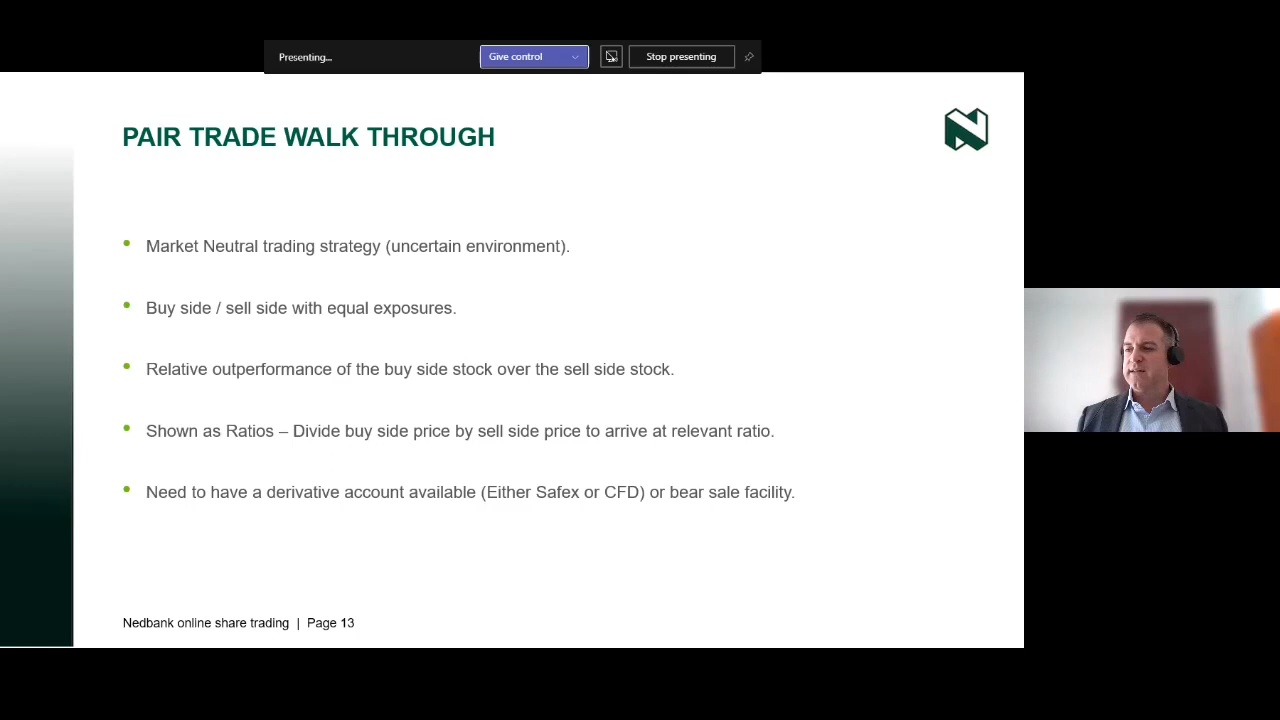 Presenting...
Give control
Stop presenting
PAIR TRADE WALK THROUGH
• Market Neutral trading strategy (uncertain environment).
• Buy side / sell side with equal exposures.
• Relative outperformance of the buy side stock over the sell side stock.
• Shown as Ratios – Divide buy side price by sell side price to arrive at relevant ratio.
• Need to have a derivative account available (Either Safex or CFD) or bear sale facility.
Nedbank online share trading | Page 13